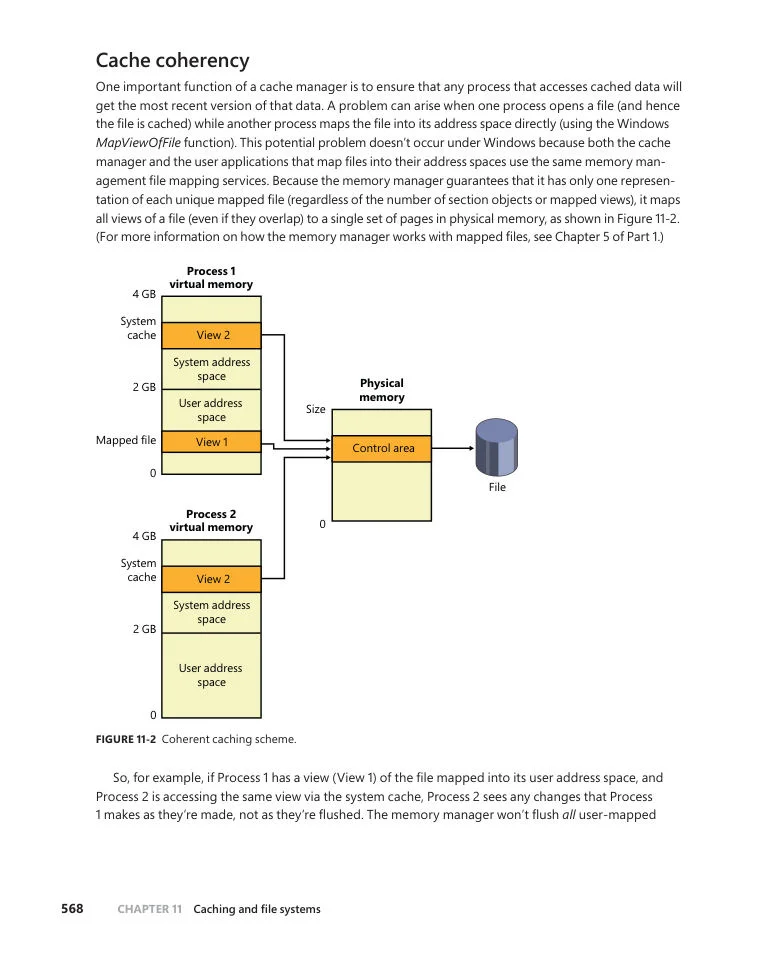 Cache coherency
One important function of a cache manager is to ensure that any process that accesses cached data will
get the most recent version of that data. A problem can arise when one process opens a file (and hence
the file is cached) while another process maps the file into its address space directly (using the Windows
MapViewOfFile function). This potential problem doesn’t occur under Windows because both the cache
manager and the user applications that map files into their address spaces use the same memory man-
agement file mapping services. Because the memory manager guarantees that it has only one represen-
tation of each unique mapped file (regardless of the number of section objects or mapped views), it maps
all views of a file (even if they overlap) to a single set of pages in physical memory, as shown in Figure 11-2.
(For more information on how the memory manager works with mapped files, see Chapter 5 of Part 1.)
Process 1
virtual memory
4 GB
System
cache
View 2
System address
space
2 GB
User address
space
Mapped file
View 1
0
Physical
memory
Size
Control area
0
File
Process 2
virtual memory
4 GB
System
cache
View 2
System address
space
2 GB
User address
space
0
FIGURE 11-2 Coherent caching scheme.
So, for example, if Process 1 has a view (View 1) of the file mapped into its user address space, and
Process 2 is accessing the same view via the system cache, Process 2 sees any changes that Process
1 makes as they’re made, not as they’re flushed. The memory manager won’t flush all user-mapped
568 CHAPTER 11 Caching and file systems